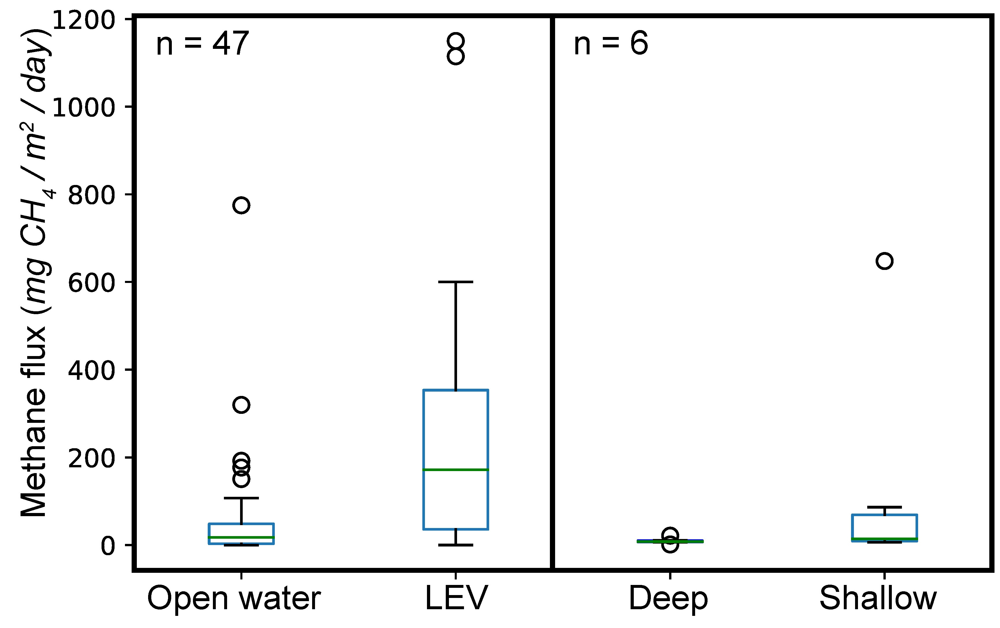 Methane flux (mg CH₄ / m² / day)
1200
1000
800
600
400
200
0
n = 47
n = 6
Open water
LEV
Deep
Shallow